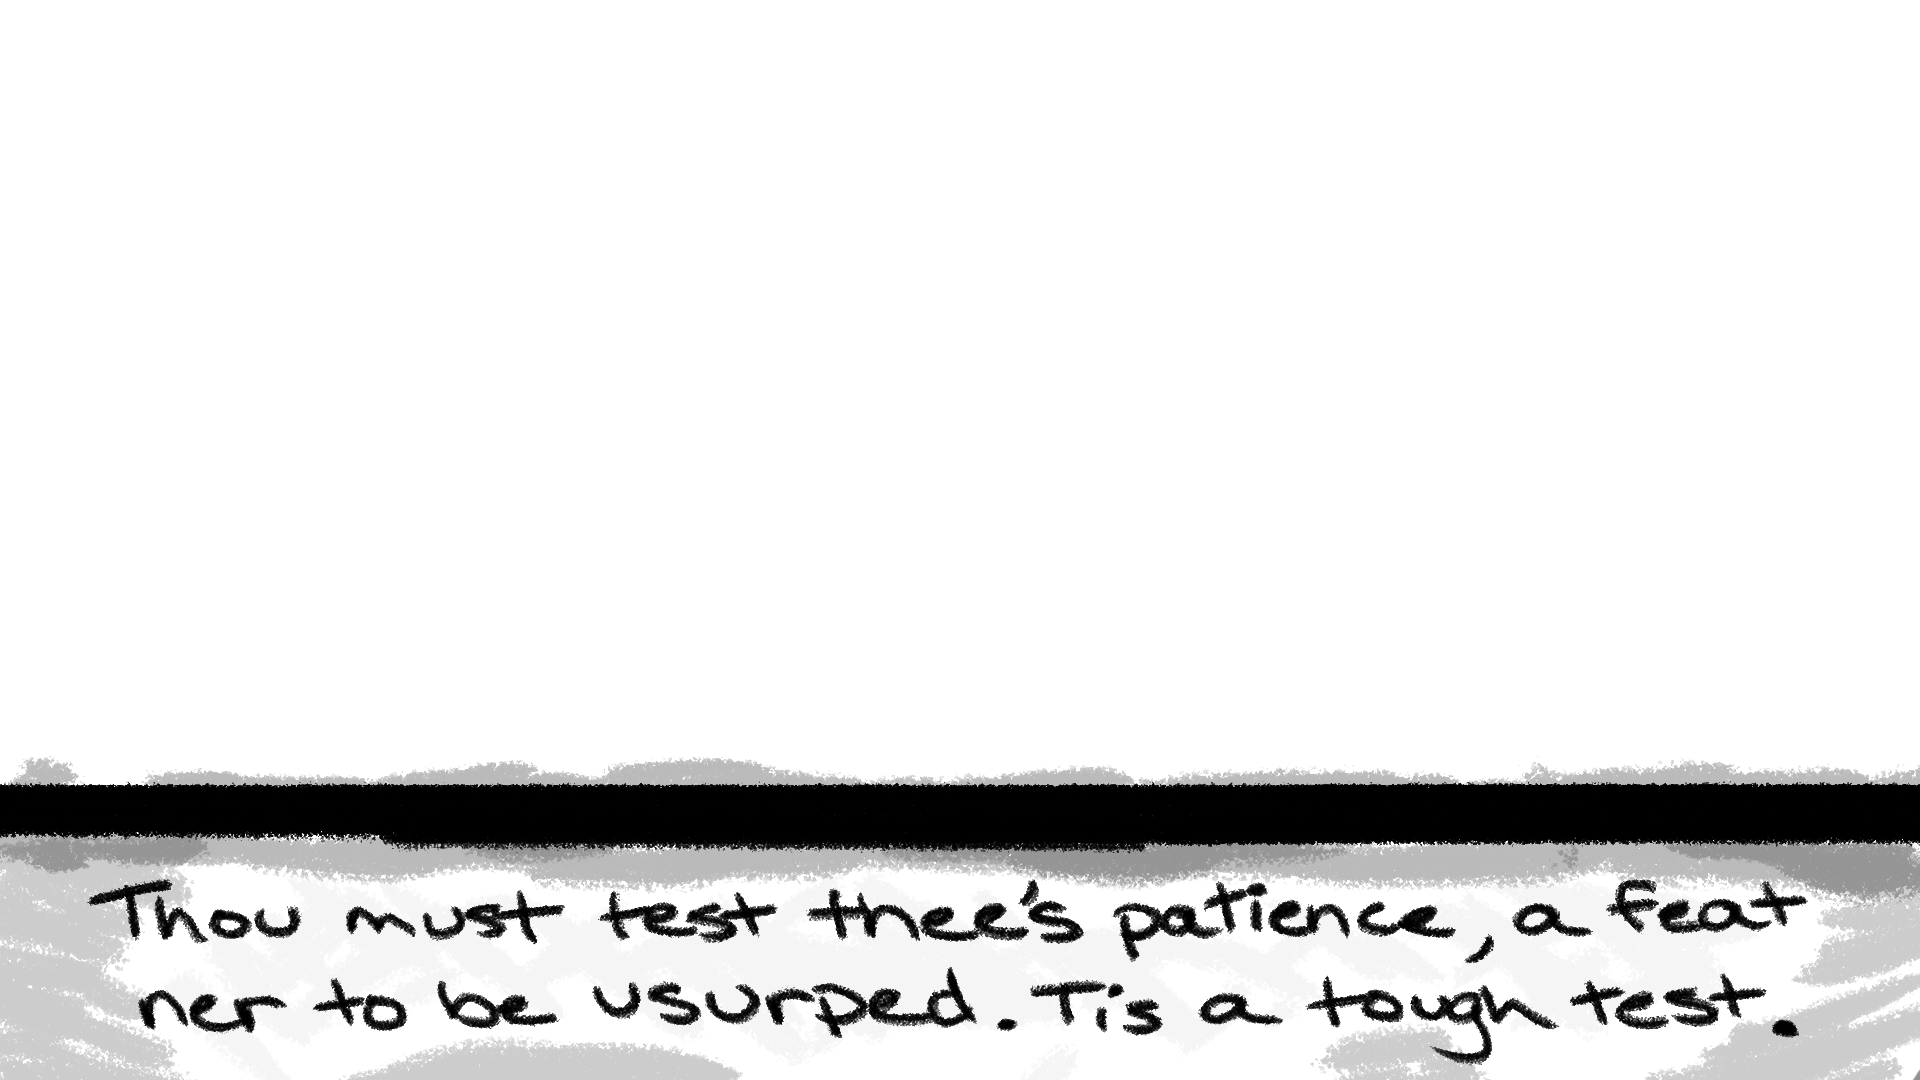 Thou must test thee's patience, a feat
ner to be usurped. Tis a tough test.